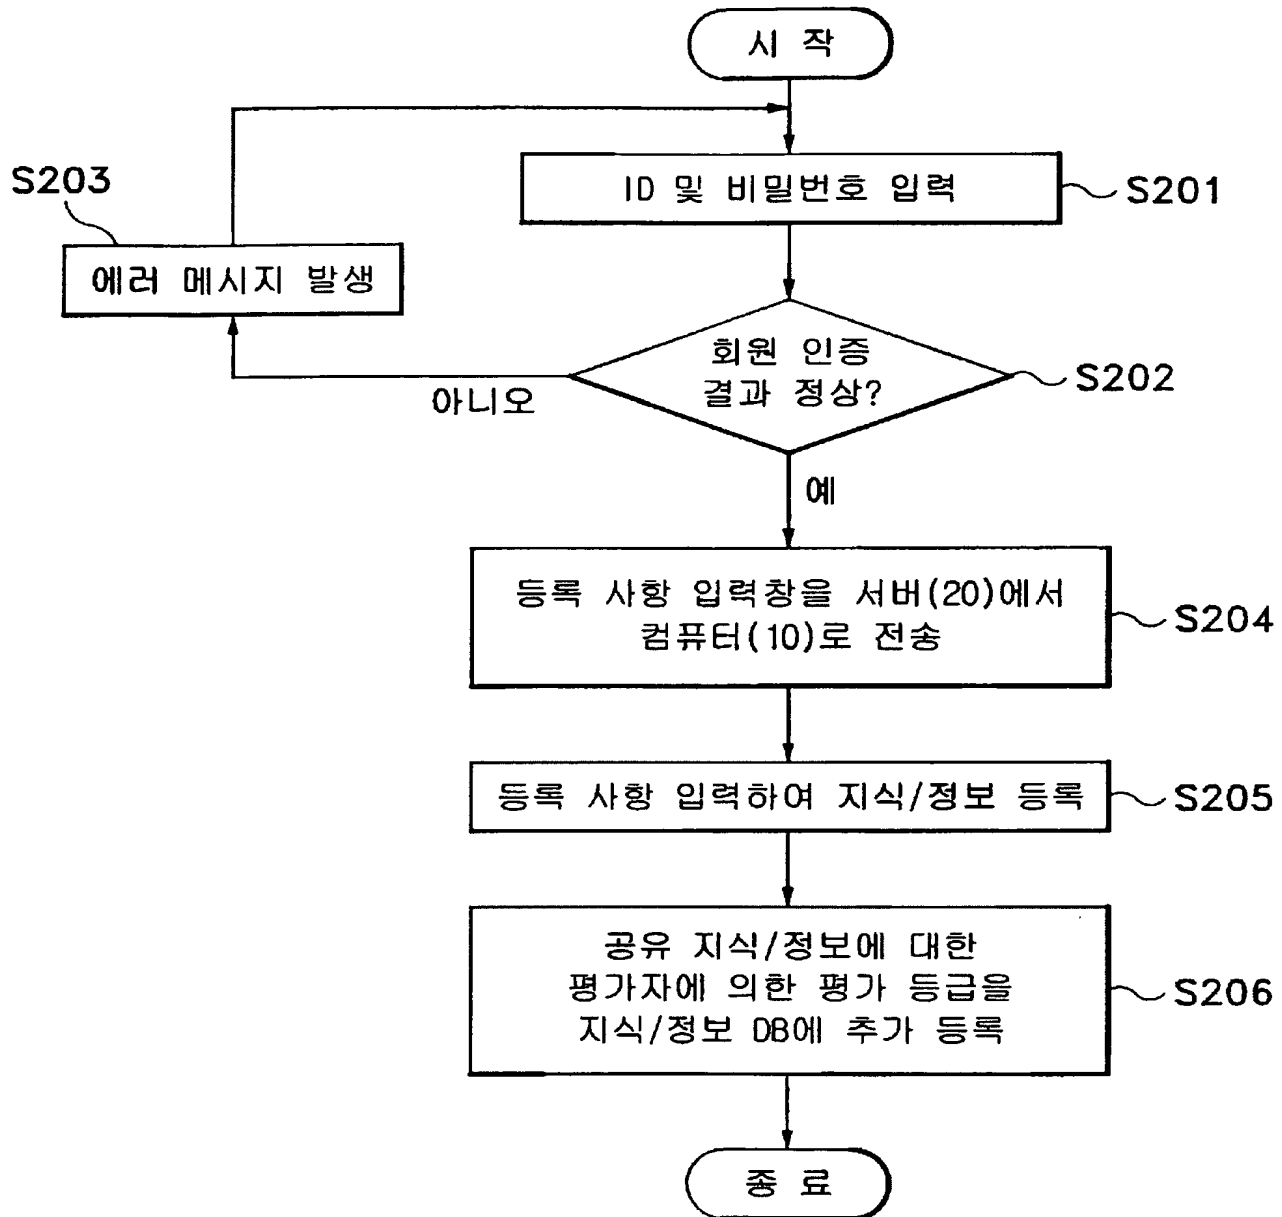 시 작
ID 및 비밀번호 입력
S201
S203
에러 메시지 발생
회원 인증
결과 정상?
S202
아니오
예
등록 사항 입력창을 서버(20)에서
컴퓨터(10)로 전송
S204
등록 사항 입력하여 지식/정보 등록
S205
공유 지식/정보에 대한
평가자에 의한 평가 등급을
지식/정보 DB에 추가 등록
S206
종 료